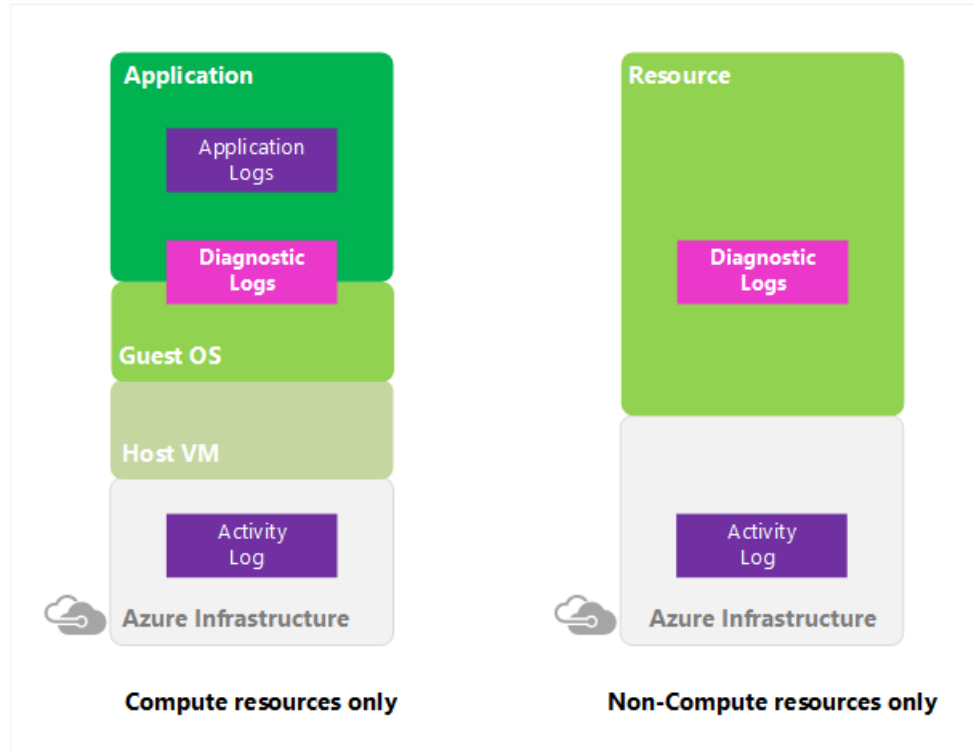 Application
Application
Logs
Diagnostic
Logs
Guest OS
Host VM
Activity
Log
Azure Infrastructure
Compute resources only
Resource
Diagnostic
Logs
Activity
Log
Azure Infrastructure
Non-Compute resources only